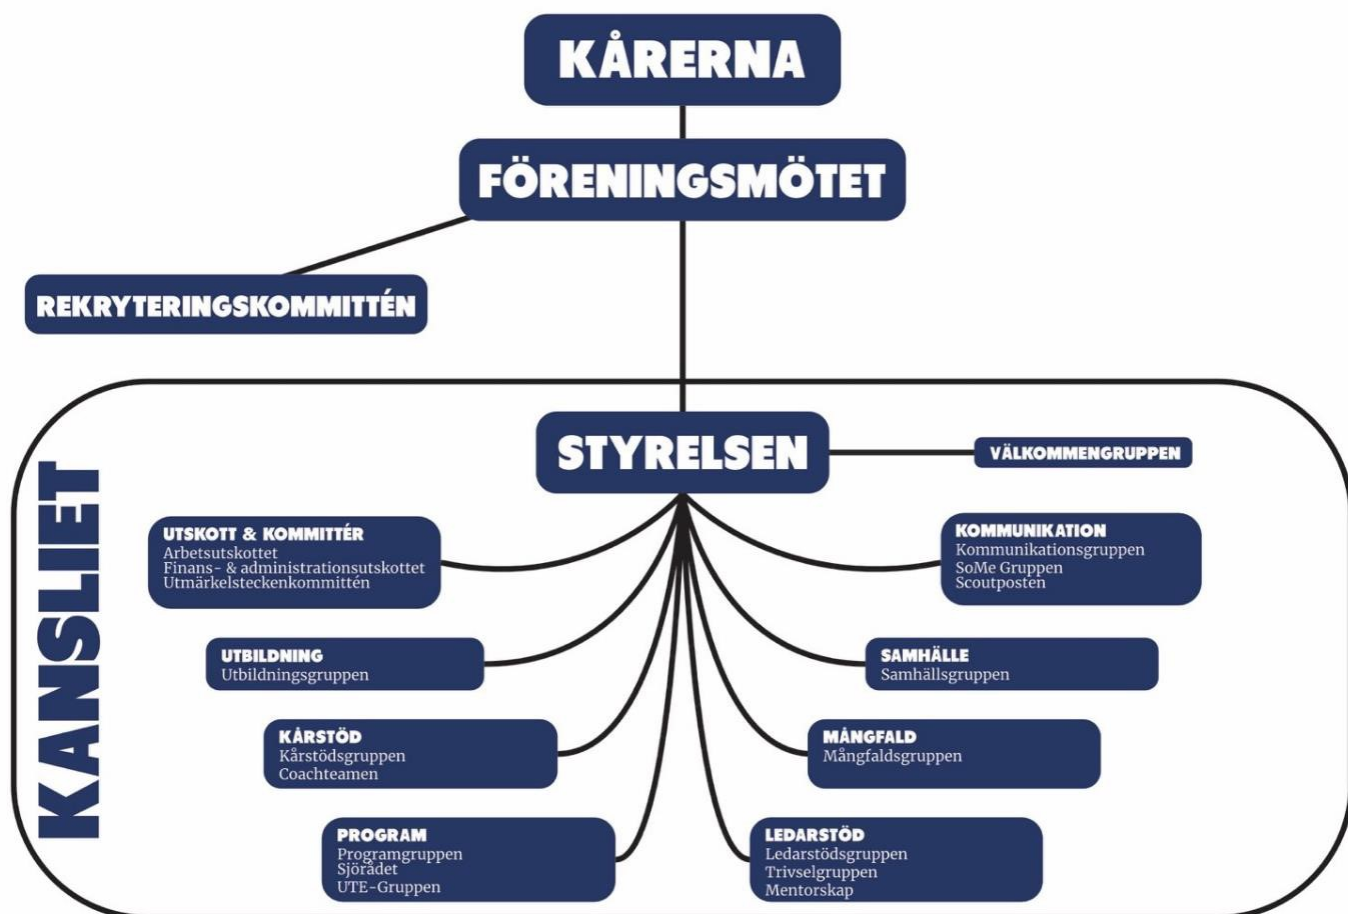 KÅRERNA
FÖRENINGSMÖTET
REKRYTERINGSKOMMITTÉN
KANSLIET
STYRELSEN
VÄLKOMMENGRUPPEN
UTSKOTT & KOMMITTÉR
Arbetsutskottet
Finans- & administrationsutskottet
Utmärkelsteckenkommittén
KOMMUNIKATION
Kommunikationsgruppen
SoMe Gruppen
Scoutposten
UTBILDNING
Utbildningsgruppen
SAMHÄLLE
Samhällsgruppen
KÅRSTÖD
Kårstödsgruppen
Coachteamen
MÅNGFALD
Mångfaldsgruppen
PROGRAM
Programgruppen
Sjörådet
UTE-Gruppen
LEDARSTÖD
Ledarstödsgruppen
Trivselgruppen
Mentorskap